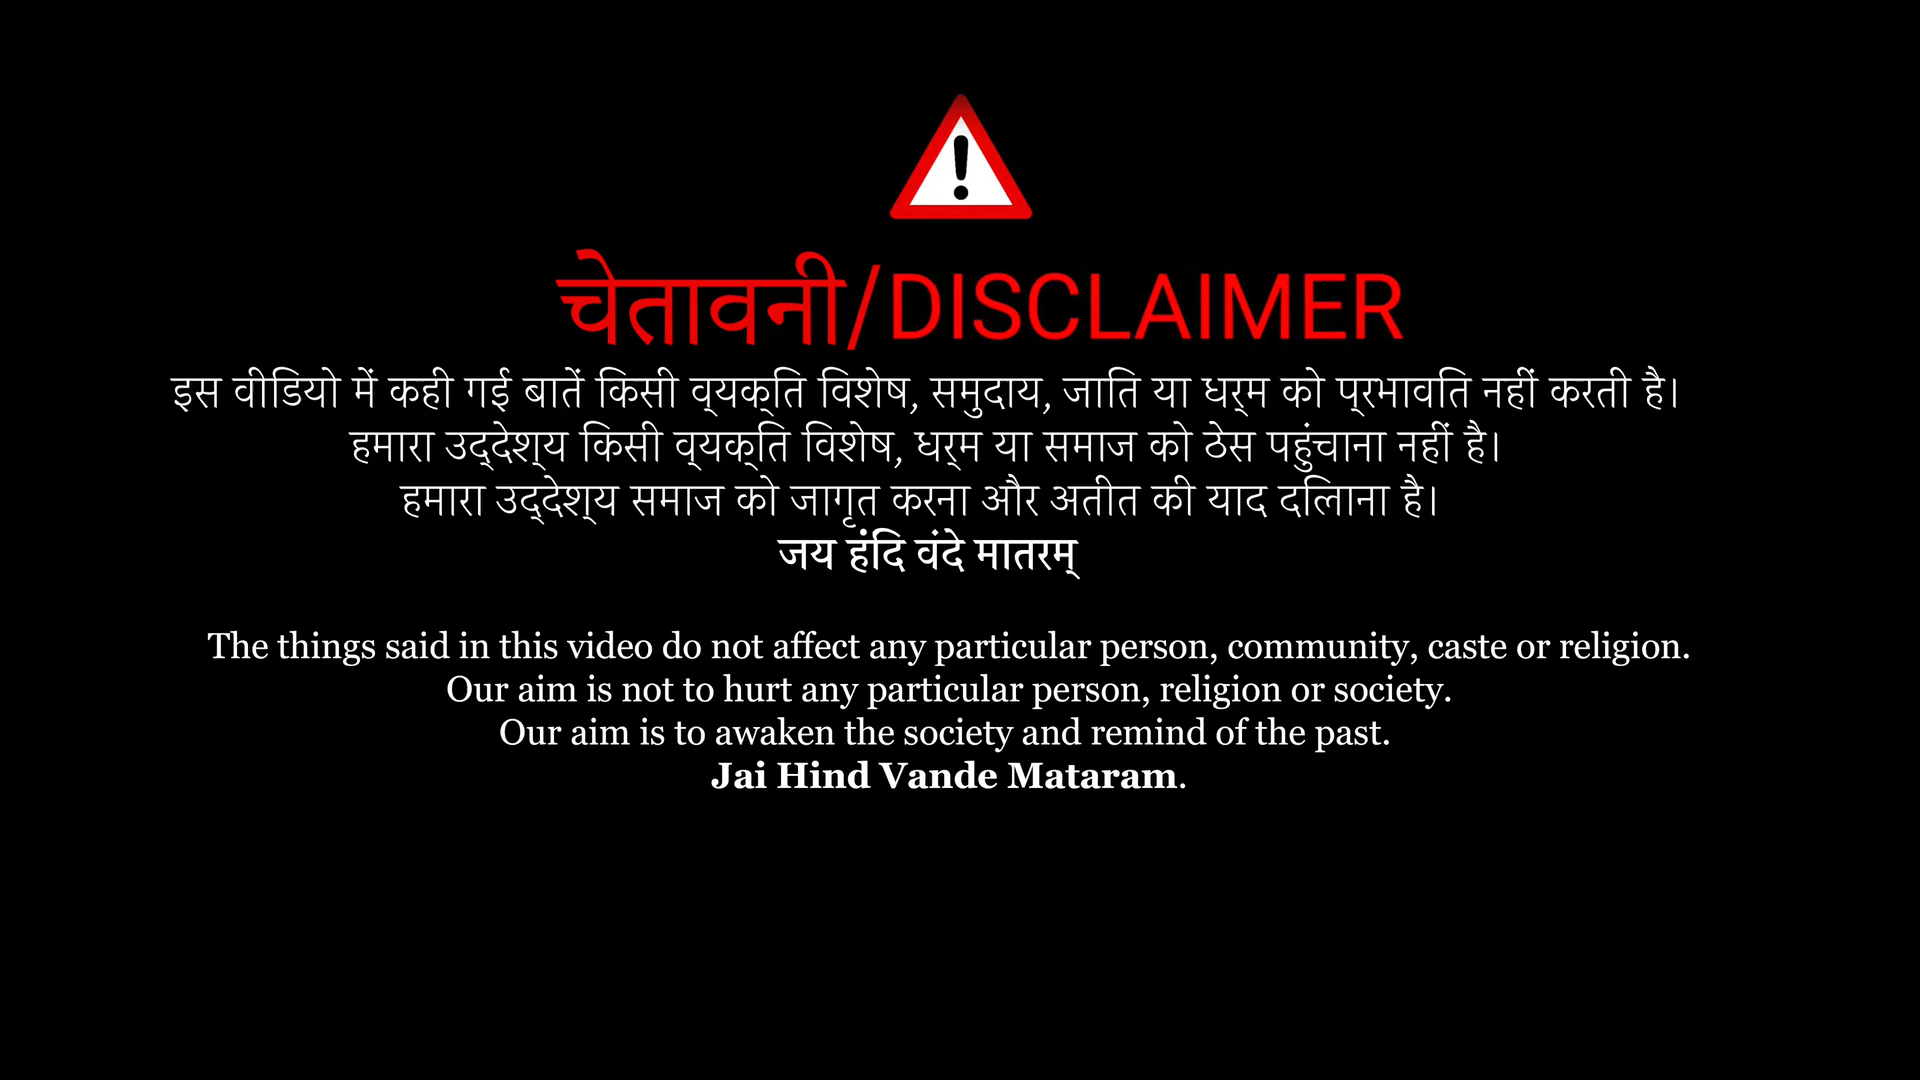 चेतावनी/DISCLAIMER
इस वीडियो में कही गई बातें किसी व्यक्ति विशेष, समुदाय, जाति या धर्म को प्रभावति नहीं करती है।
हमारा उद्देश्य किसी व्यक्ति विशेष, धर्म या समाज को ठेस पहुंचाना नहीं है।
हमारा उद्देश्य समाज को जागृत करना और अतीत की याद दलिाना है।
जय हंदि वंदे मातरम्
The things said in this video do not affect any particular person, community, caste or religion.
Our aim is not to hurt any particular person, religion or society.
Our aim is to awaken the society and remind of the past.
Jai Hind Vande Mataram.